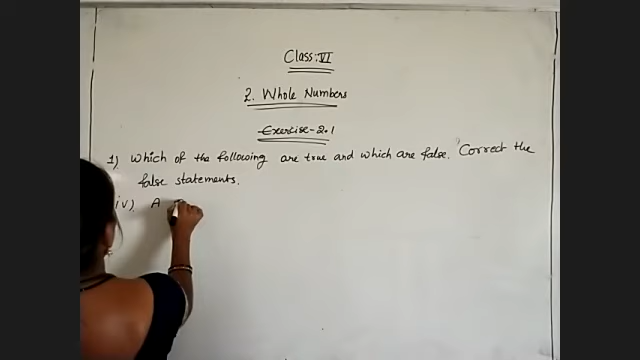 Class:VI
2. Whole Numbers
Exercise-2.1
1) Which of the following are true and which are false. Correct the
false statements.
iv). A